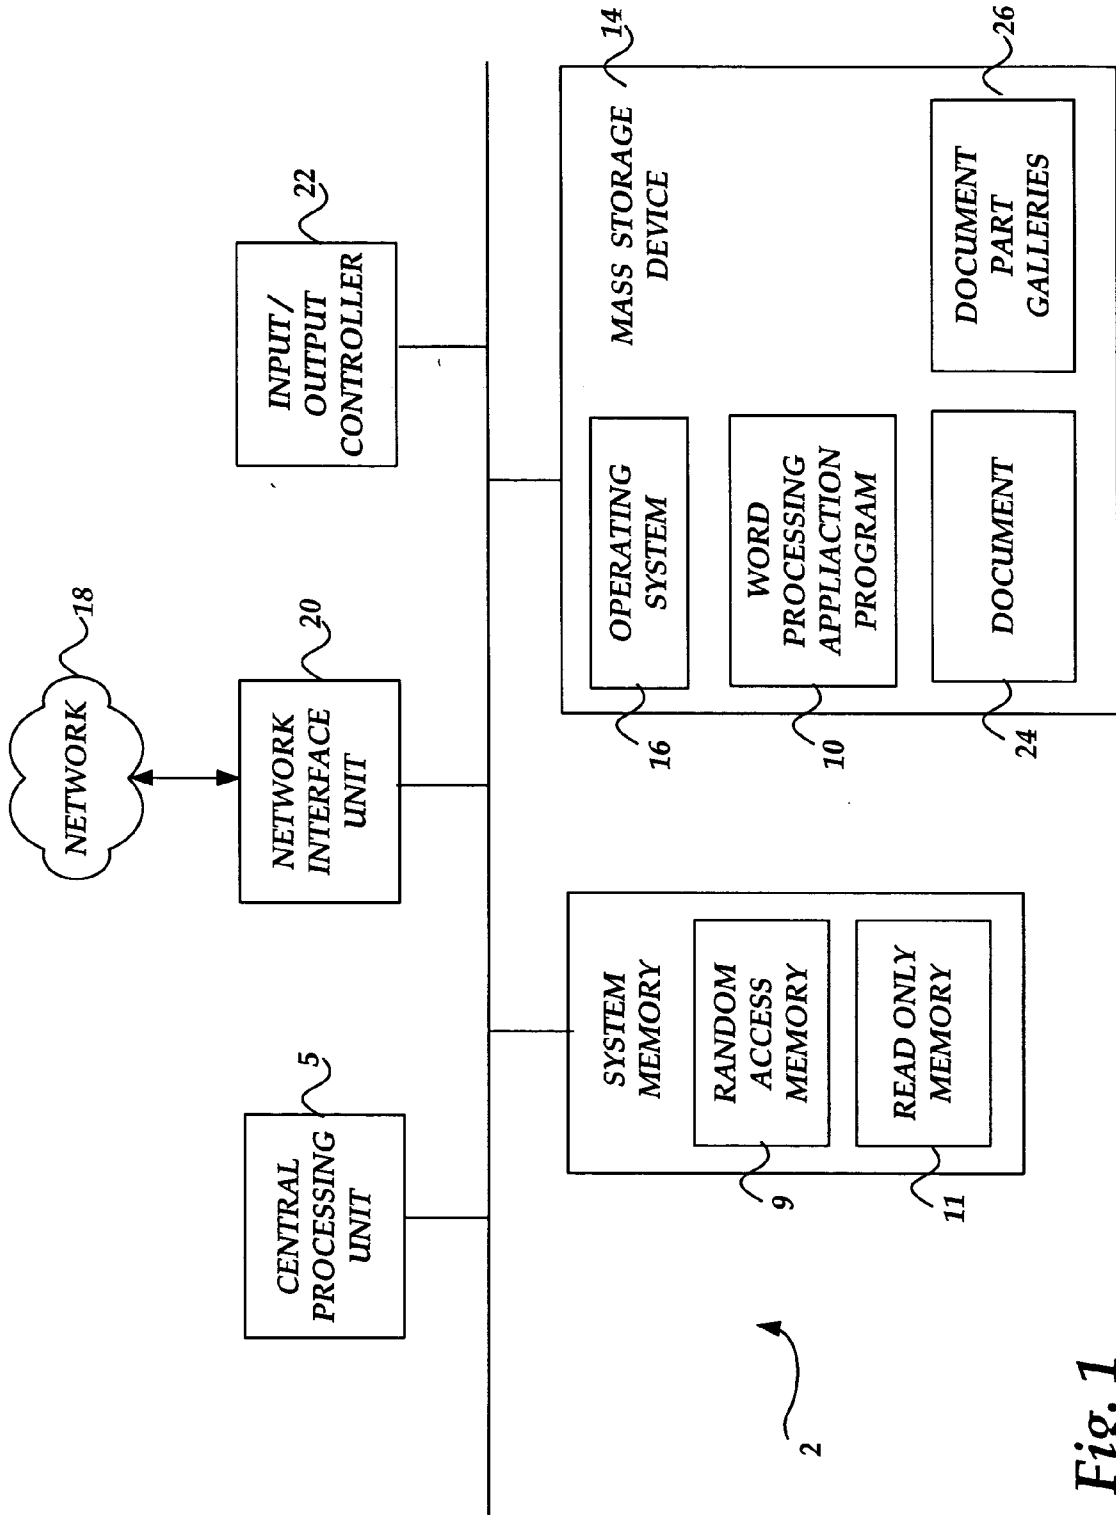 NETWORK
18
CENTRAL
PROCESSING
UNIT
5
NETWORK
INTERFACE
UNIT
20
INPUT/
OUTPUT
CONTROLLER
22
SYSTEM
MEMORY
RANDOM
ACCESS
MEMORY
9
READ ONLY
MEMORY
11
MASS STORAGE
DEVICE
14
OPERATING
SYSTEM
16
WORD
PROCESSING
APPLIACTION
PROGRAM
10
DOCUMENT
24
DOCUMENT
PART
GALLERIES
26
2
Fig. 1